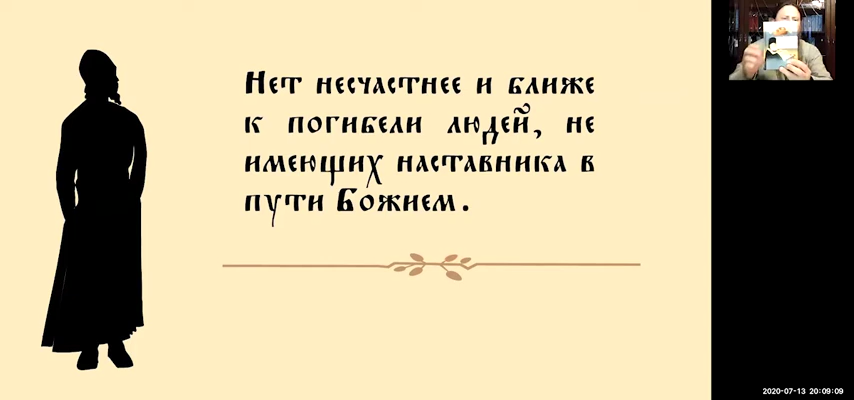 Нет несчастнее и ближе
к погибели людей, не
имеющих наставника в
пути Божием.
2020-07-13 20:09:09